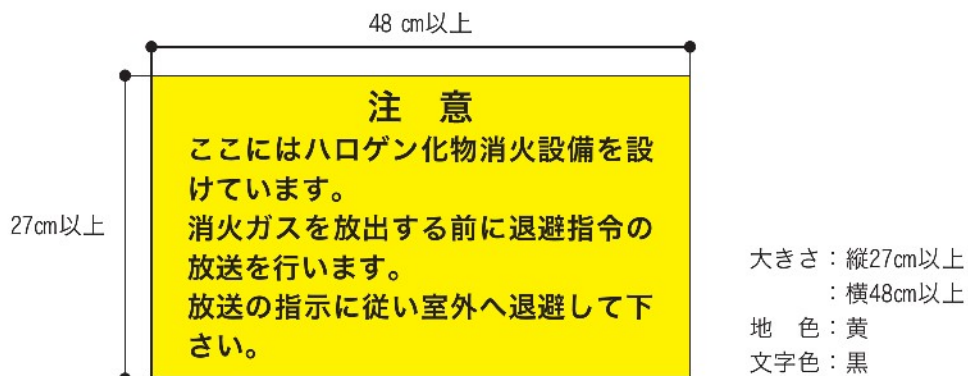 48 cm以上
27cm以上
注　意
ここにはハロゲン化物消火設備を設
けています。
消火ガスを放出する前に退避指令の
放送を行います。
放送の指示に従い室外へ退避して下
さい。
大きさ：縦27cm以上
：横48cm以上
地　色：黄
文字色：黒